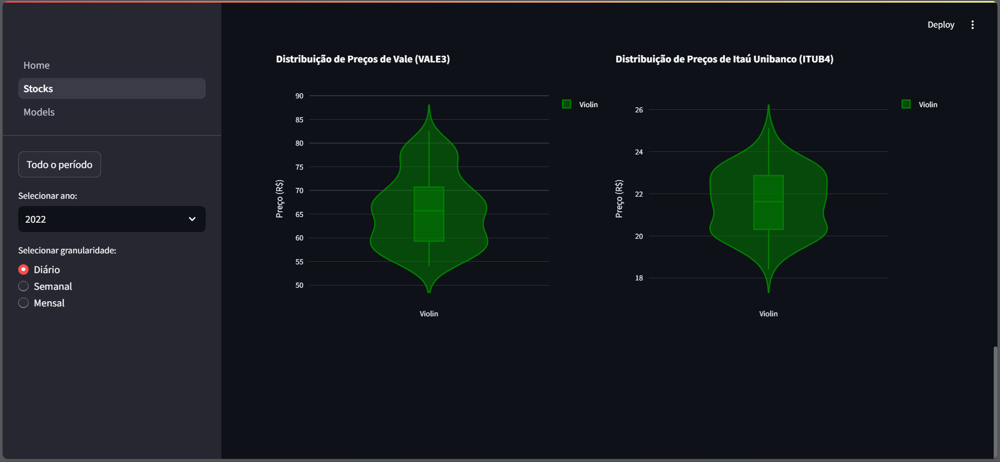 Deploy
Home
Stocks
Models
Todo o período
Selecionar ano:
2022
Selecionar granularidade:
Diário
Semanal
Mensal
Distribuição de Preços de Vale (VALE3)
90
85
80
75
70
65
60
55
50
Preço (R$)
Violin
Violin
Distribuição de Preços de Itaú Unibanco (ITUB4)
26
24
22
20
18
Preço (R$)
Violin
Violin